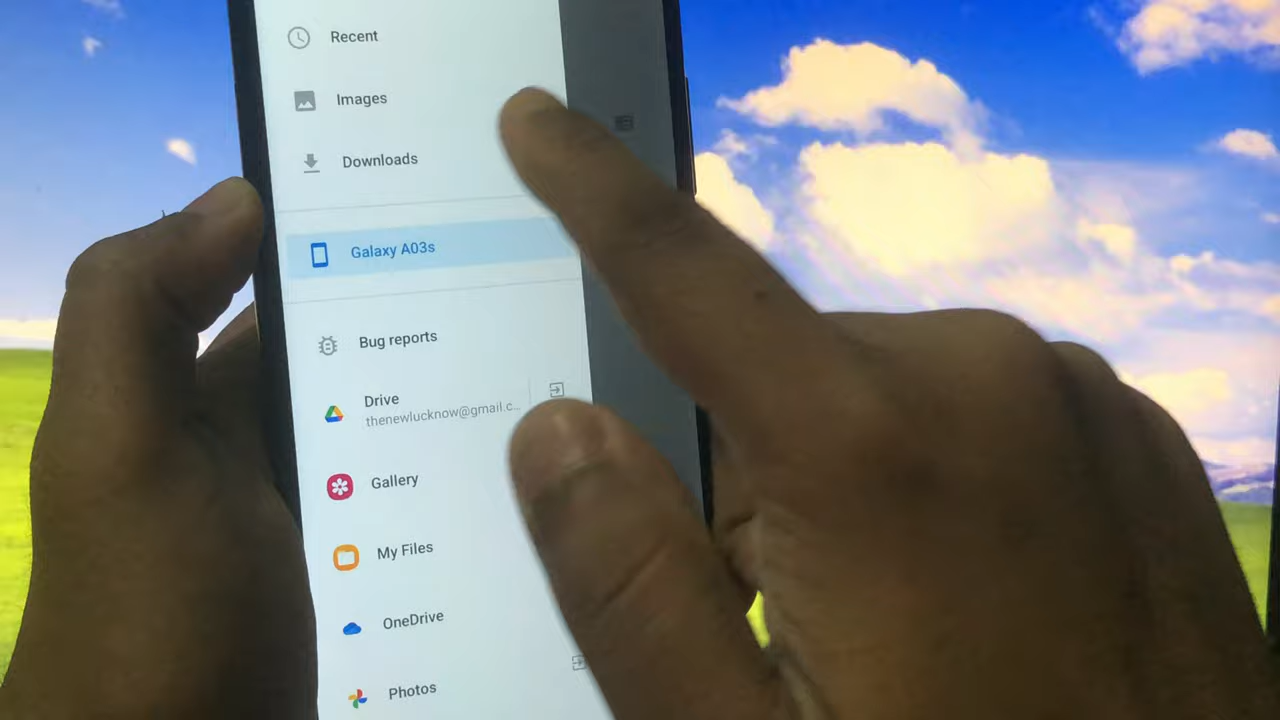 Recent
Images
Downloads
Galaxy A03s
Bug reports
Drive
thenewlucknow@gmail.c...
Gallery
My Files
OneDrive
Photos